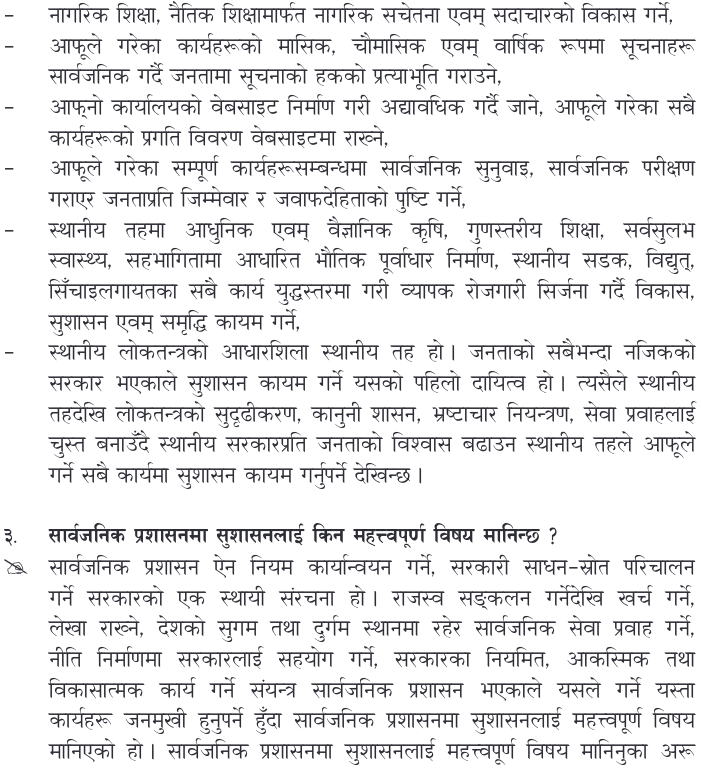 – नागरिक शिक्षा, नैतिक शिक्षामार्फत नागरिक सचेतना एवम् सदाचारको विकास गर्ने,
– आफूले गरेका कार्यहरूको मासिक, चौमासिक एवम् वार्षिक रूपमा सूचनाहरू
सार्वजनिक गर्दै जनतामा सूचनाको हकको प्रत्याभूति गराउने,
– आफ्नो कार्यालयको वेबसाइट निर्माण गरी अद्यावधिक गर्दै जाने, आफूले गरेका सबै
कार्यहरूको प्रगति विवरण वेबसाइटमा राख्ने,
– आफूले गरेका सम्पूर्ण कार्यहरूसम्बन्धमा सार्वजनिक सुनुवाइ, सार्वजनिक परीक्षण
गराएर जनताप्रति जिम्मेवार र जवाफदेहिताको पुष्टि गर्ने,
– स्थानीय तहमा आधुनिक एवम् वैज्ञानिक कृषि, गुणस्तरीय शिक्षा, सर्वसुलभ
स्वास्थ्य, सहभागितामा आधारित भौतिक पूर्वाधार निर्माण, स्थानीय सडक, विद्युत्,
सिँचाइलगायतका सबै कार्य युद्धस्तरमा गरी व्यापक रोजगारी सिर्जना गर्दै विकास,
सुशासन एवम् समृद्धि कायम गर्ने,
– स्थानीय लोकतन्त्रको आधारशिला स्थानीय तह हो। जनताको सबैभन्दा नजिकको
सरकार भएकाले सुशासन कायम गर्ने यसको पहिलो दायित्व हो। त्यसैले स्थानीय
तहदेखि लोकतन्त्रको सुदृढीकरण, कानुनी शासन, भ्रष्टाचार नियन्त्रण, सेवा प्रवाहलाई
चुस्त बनाउँदै स्थानीय सरकारप्रति जनताको विश्वास बढाउन स्थानीय तहले आफूले
गर्ने सबै कार्यमा सुशासन कायम गर्नुपर्ने देखिन्छ।
३. सार्वजनिक प्रशासनमा सुशासनलाई किन महत्त्वपूर्ण विषय मानिन्छ ?
सार्वजनिक प्रशासन ऐन नियम कार्यान्वयन गर्ने, सरकारी साधन-स्रोत परिचालन
गर्ने सरकारको एक स्थायी संरचना हो। राजस्व सङ्कलन गर्नेदेखि खर्च गर्ने,
लेखा राख्ने, देशको सुगम तथा दुर्गम स्थानमा रहेर सार्वजनिक सेवा प्रवाह गर्ने,
नीति निर्माणमा सरकारलाई सहयोग गर्ने, सरकारका नियमित, आकस्मिक तथा
विकासात्मक कार्य गर्ने संयन्त्र सार्वजनिक प्रशासन भएकाले यसले गर्ने यस्ता
कार्यहरू जनमुखी हुनुपर्ने हुँदा सार्वजनिक प्रशासनमा सुशासनलाई महत्त्वपूर्ण विषय
मानिएको हो। सार्वजनिक प्रशासनमा सुशासनलाई महत्त्वपूर्ण विषय मानिनुका अरू